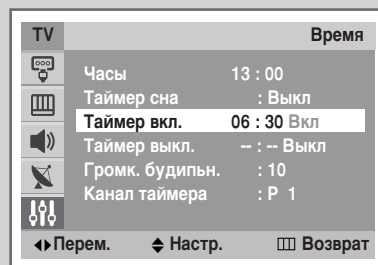 TV Время
Часы 13 : 00
Таймер сна : Выкл
Таймер вкл. 06 : 30 Вкл
Таймер выкл. -- : -- Выкл
Громк. будипьн. : 10
Канал таймера : P 1
Перем. Настр. Возврат